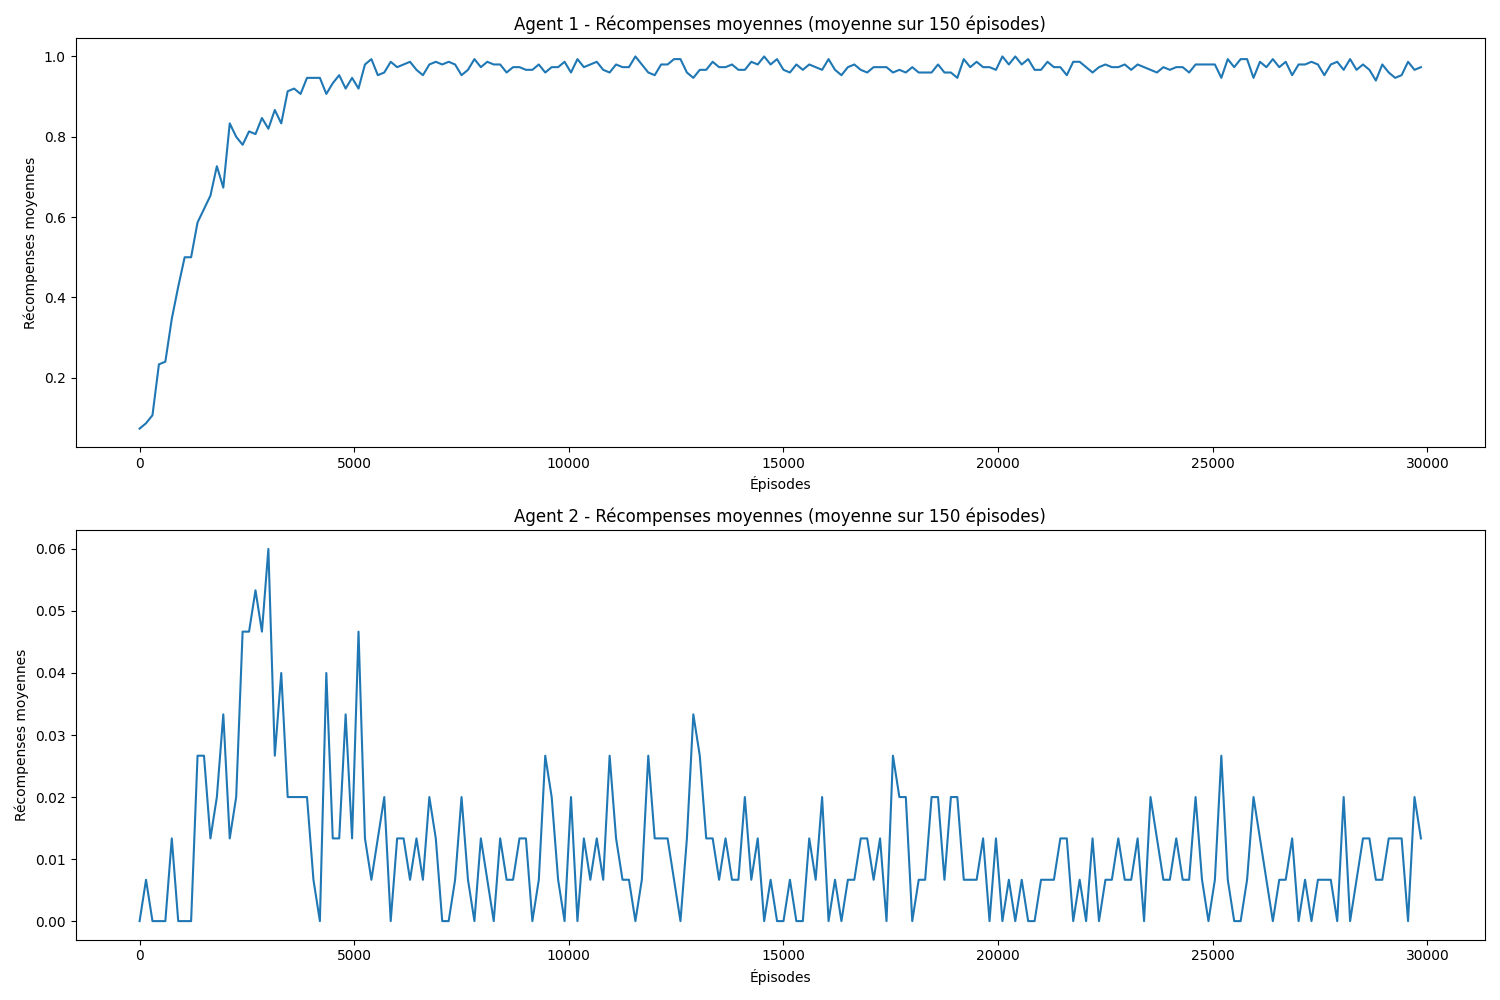 Agent 1 - Récompenses moyennes (moyenne sur 150 épisodes)
Récompenses moyennes
1.0
0.8
0.6
0.4
0.2
0 5000 10000 15000 20000 25000 30000
Épisodes
Agent 2 - Récompenses moyennes (moyenne sur 150 épisodes)
Récompenses moyennes
0.06
0.05
0.04
0.03
0.02
0.01
0.00
0 5000 10000 15000 20000 25000 30000
Épisodes